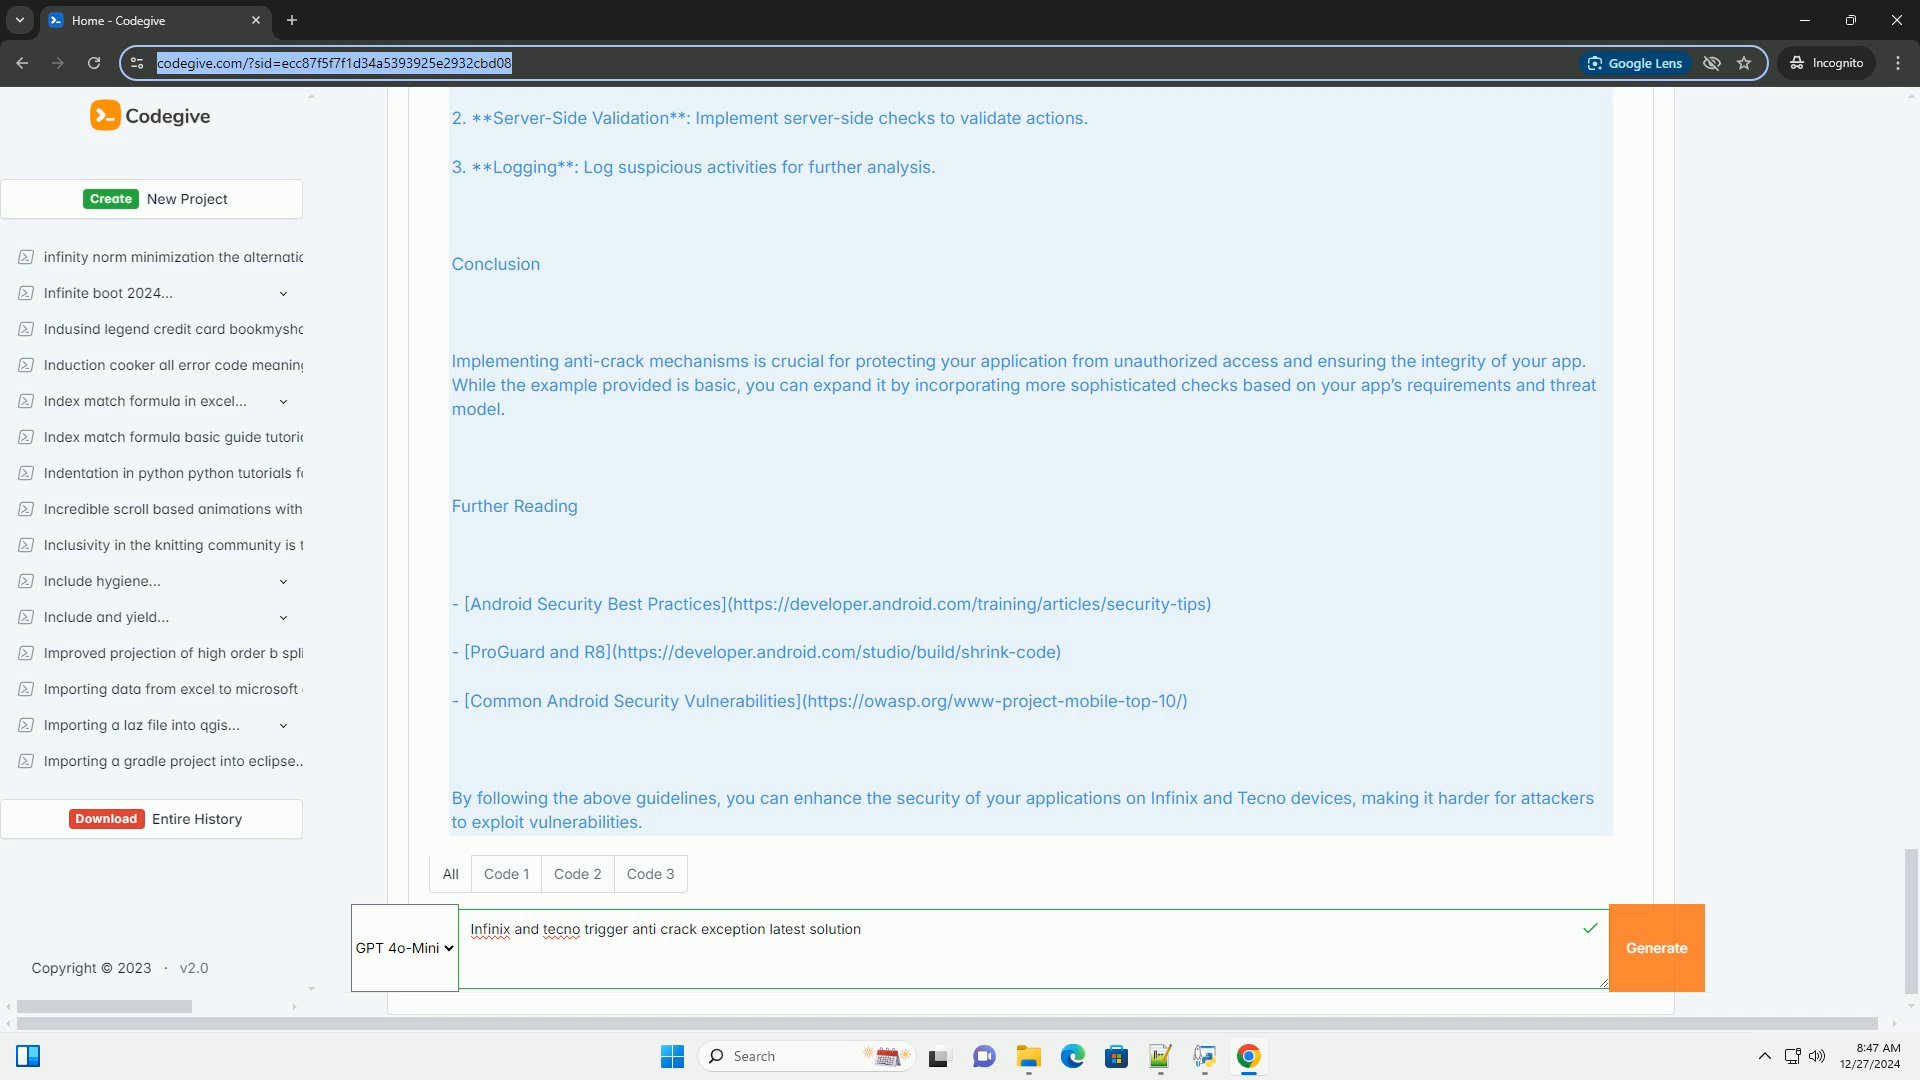 Home - Codegive
codegive.com/?sid=ecc87f5f7f1d34a5393925e2932cbd08
Google Lens
Incognito
Codegive
Create New Project
infinity norm minimization the alternatic
Infinite boot 2024...
Indusind legend credit card bookmysho
Induction cooker all error code meaning
Index match formula in excel...
Index match formula basic guide tutoric
Indentation in python python tutorials fo
Incredible scroll based animations with
Inclusivity in the knitting community is t
Include hygiene...
Include and yield...
Improved projection of high order b spli
Importing data from excel to microsoft
Importing a laz file into qgis...
Importing a gradle project into eclipse..
Download Entire History
Copyright © 2023 · v2.0
2. **Server-Side Validation**: Implement server-side checks to validate actions.
3. **Logging**: Log suspicious activities for further analysis.
Conclusion
Implementing anti-crack mechanisms is crucial for protecting your application from unauthorized access and ensuring the integrity of your app.
While the example provided is basic, you can expand it by incorporating more sophisticated checks based on your app's requirements and threat
model.
Further Reading
- [Android Security Best Practices](https://developer.android.com/training/articles/security-tips)
- [ProGuard and R8](https://developer.android.com/studio/build/shrink-code)
- [Common Android Security Vulnerabilities](https://owasp.org/www-project-mobile-top-10/)
By following the above guidelines, you can enhance the security of your applications on Infinix and Tecno devices, making it harder for attackers
to exploit vulnerabilities.
All Code 1 Code 2 Code 3
GPT 4o-Mini
Infinix and tecno trigger anti crack exception latest solution
Generate
Search
8:47 AM
12/27/2024